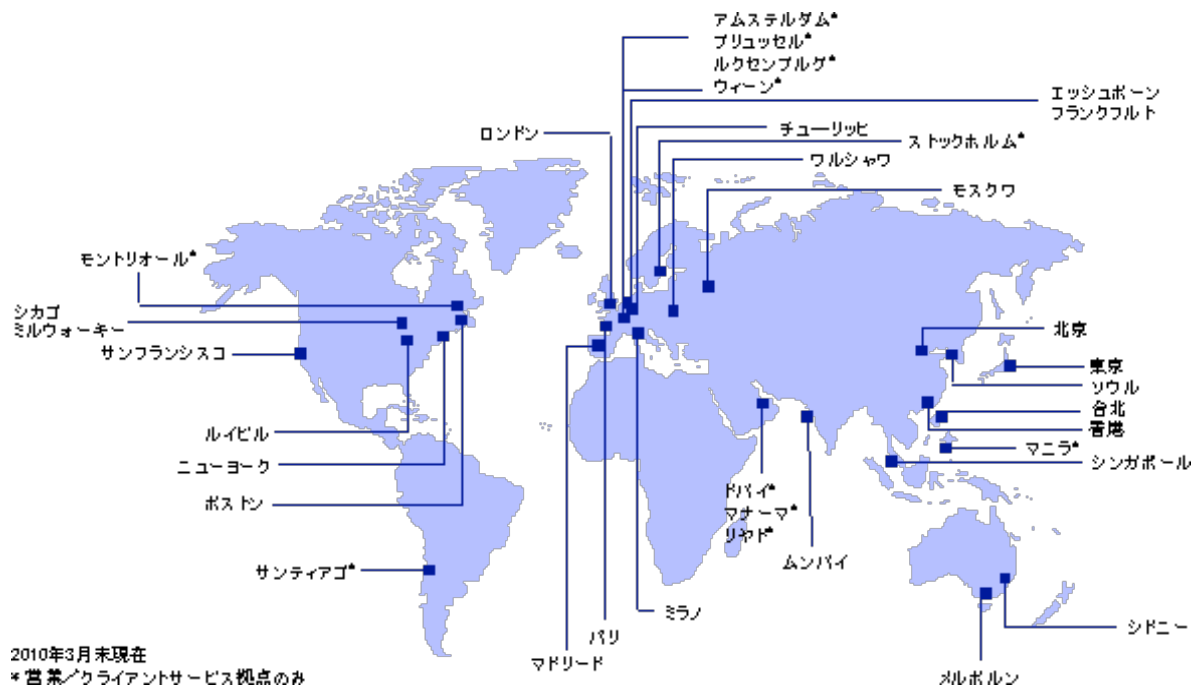 アムステルダム*
ブリュッセル*
ルクセンブルグ*
ウィーン*
エッシュボーン
フランクフルト
ロンドン
チューリッヒ
ストックホルム*
ワルシャワ
モスクワ
モントリオール*
シカゴ
ミルウォーキー
サンフランシスコ
北京
東京
ソウル
台北
香港
マニラ*
シンガポール
ルイビル
ニューヨーク
ボストン
ドバイ*
マナーマ*
リヤド*
ムンバイ
サンティアゴ*
ミラノ
パリ
マドリード
シドニー
メルボルン
2010年3月末現在
*営業/クライアントサービス拠点のみ